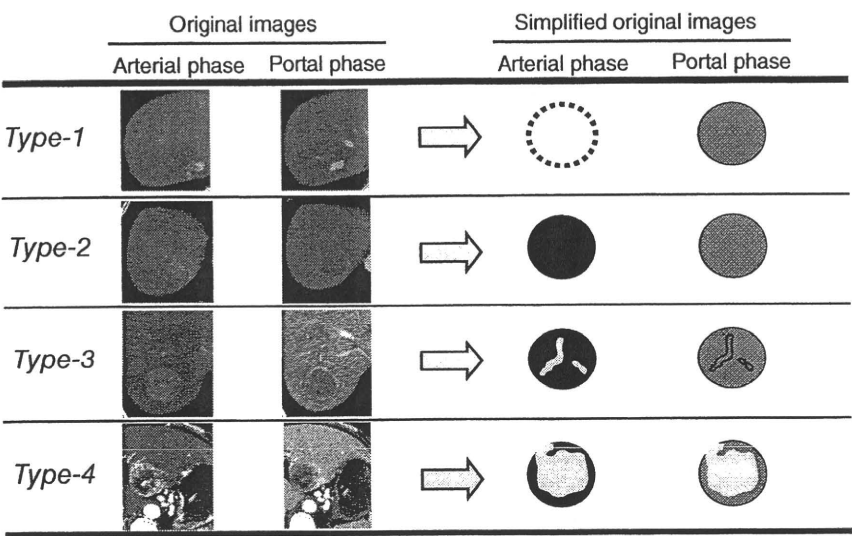 Original images Simplified original images
Arterial phase Portal phase Arterial phase Portal phase
Type-1
Type-2
Type-3
Type-4